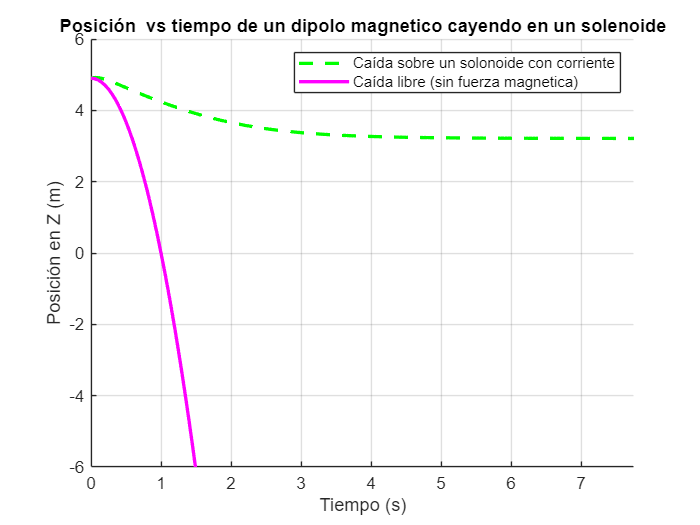 Posición  vs tiempo de un dipolo magnetico cayendo en un solenoide
Caída sobre un solonoide con corriente
Caída libre (sin fuerza magnetica)
Posición en Z (m)
6
4
2
0
-2
-4
-6
0 1 2 3 4 5 6 7
Tiempo (s)